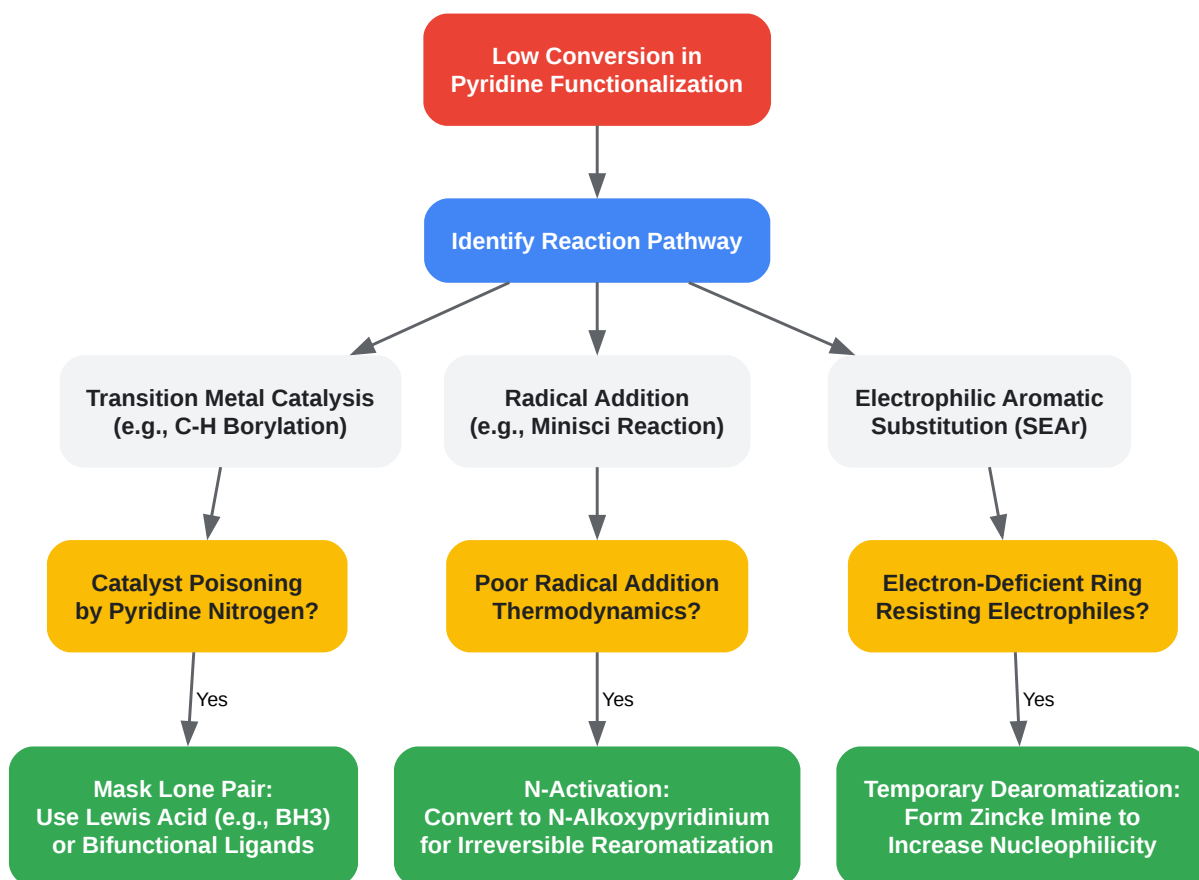 Low Conversion in
Pyridine Functionalization
Identify Reaction Pathway
Transition Metal Catalysis
(e.g., C-H Borylation)
Radical Addition
(e.g., Minisci Reaction)
Electrophilic Aromatic
Substitution (SEAr)
Catalyst Poisoning
by Pyridine Nitrogen?
Poor Radical Addition
Thermodynamics?
Electron-Deficient Ring
Resisting Electrophiles?
Yes
Yes
Yes
Mask Lone Pair:
Use Lewis Acid (e.g., BH3)
or Bifunctional Ligands
N-Activation:
Convert to N-Alkoxypyridinium
for Irreversible Rearomatization
Temporary Dearomatization:
Form Zincke Imine to
Increase Nucleophilicity